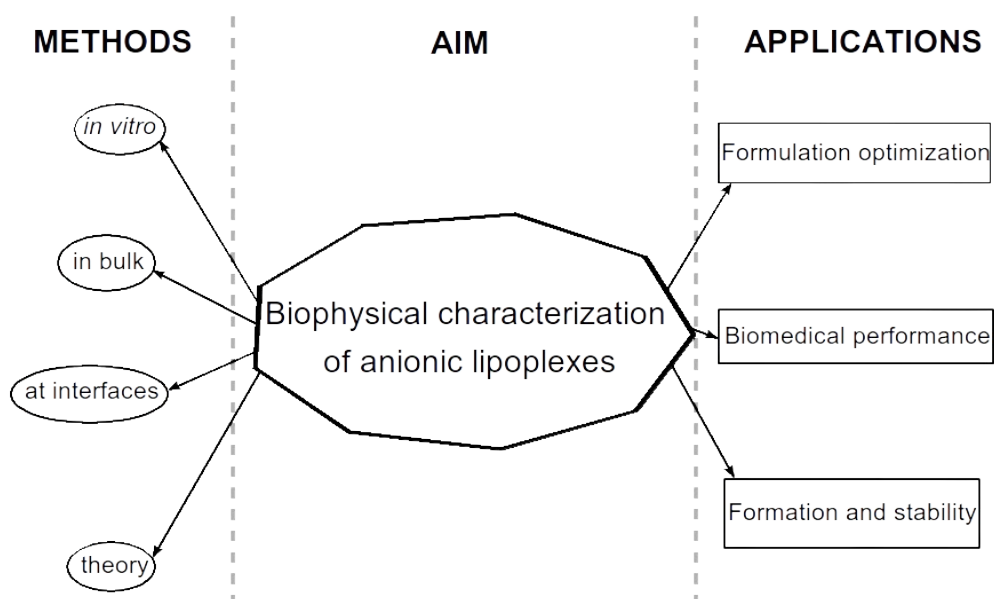 METHODS
AIM
APPLICATIONS
in vitro
in bulk
at interfaces
theory
Biophysical characterization
of anionic lipoplexes
Formulation optimization
Biomedical performance
Formation and stability